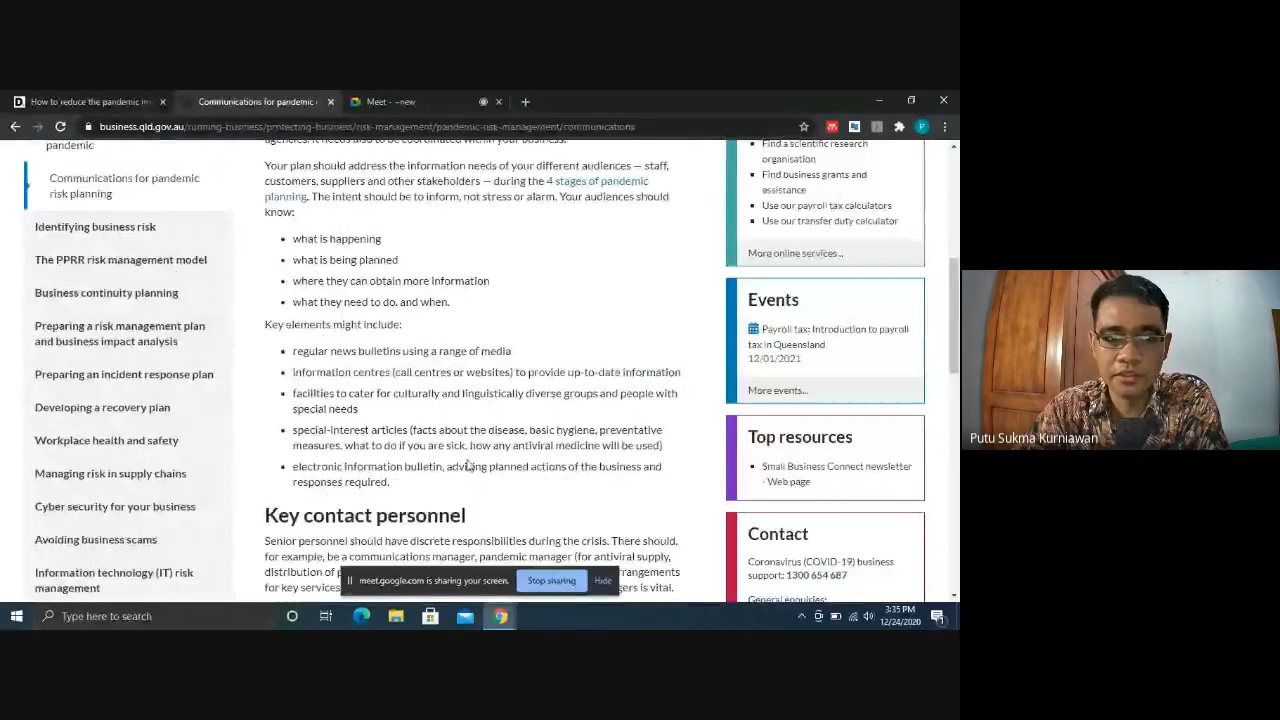 How to reduce the pandemic im
Communications for pandemic
Meet - -new
business.qld.gov.au/running-business/protecting-business/risk-management/pandemic-risk-management/communications
pandemic
Communications for pandemic
risk planning
Identifying business risk
The PPRR risk management model
Business continuity planning
Preparing a risk management plan
and business impact analysis
Preparing an incident response plan
Developing a recovery plan
Workplace health and safety
Managing risk in supply chains
Cyber security for your business
Avoiding business scams
Information technology (IT) risk
management
agencies. It needs also to be coordinated within your business.
Your plan should address the information needs of your different audiences — staff,
customers, suppliers and other stakeholders — during the 4 stages of pandemic
planning. The intent should be to inform, not stress or alarm. Your audiences should
know:
what is happening
what is being planned
where they can obtain more information
what they need to do, and when.
Key elements might include:
regular news bulletins using a range of media
information centres (call centres or websites) to provide up-to-date information
facilities to cater for culturally and linguistically diverse groups and people with
special needs
special-interest articles (facts about the disease, basic hygiene, preventative
measures, what to do if you are sick, how any antiviral medicine will be used)
electronic information bulletin, advising planned actions of the business and
responses required.
Key contact personnel
Senior personnel should have discrete responsibilities during the crisis. There should,
for example, be a communications manager, pandemic manager (for antiviral supply,
distribution of p
rrangements
for key services
gers is vital.
meet.google.com is sharing your screen.
Stop sharing
Hide
Find a scientific research
organisation
Find business grants and
assistance
Use our payroll tax calculators
Use our transfer duty calculator
More online services...
Events
Payroll tax: Introduction to payroll
tax in Queensland
12/01/2021
More events...
Top resources
Small Business Connect newsletter
- Web page
Contact
Coronavirus (COVID-19) business
support: 1300 654 687
General enquiries:
Putu Sukma Kurniawan
Type here to search
3:35 PM
12/24/2020